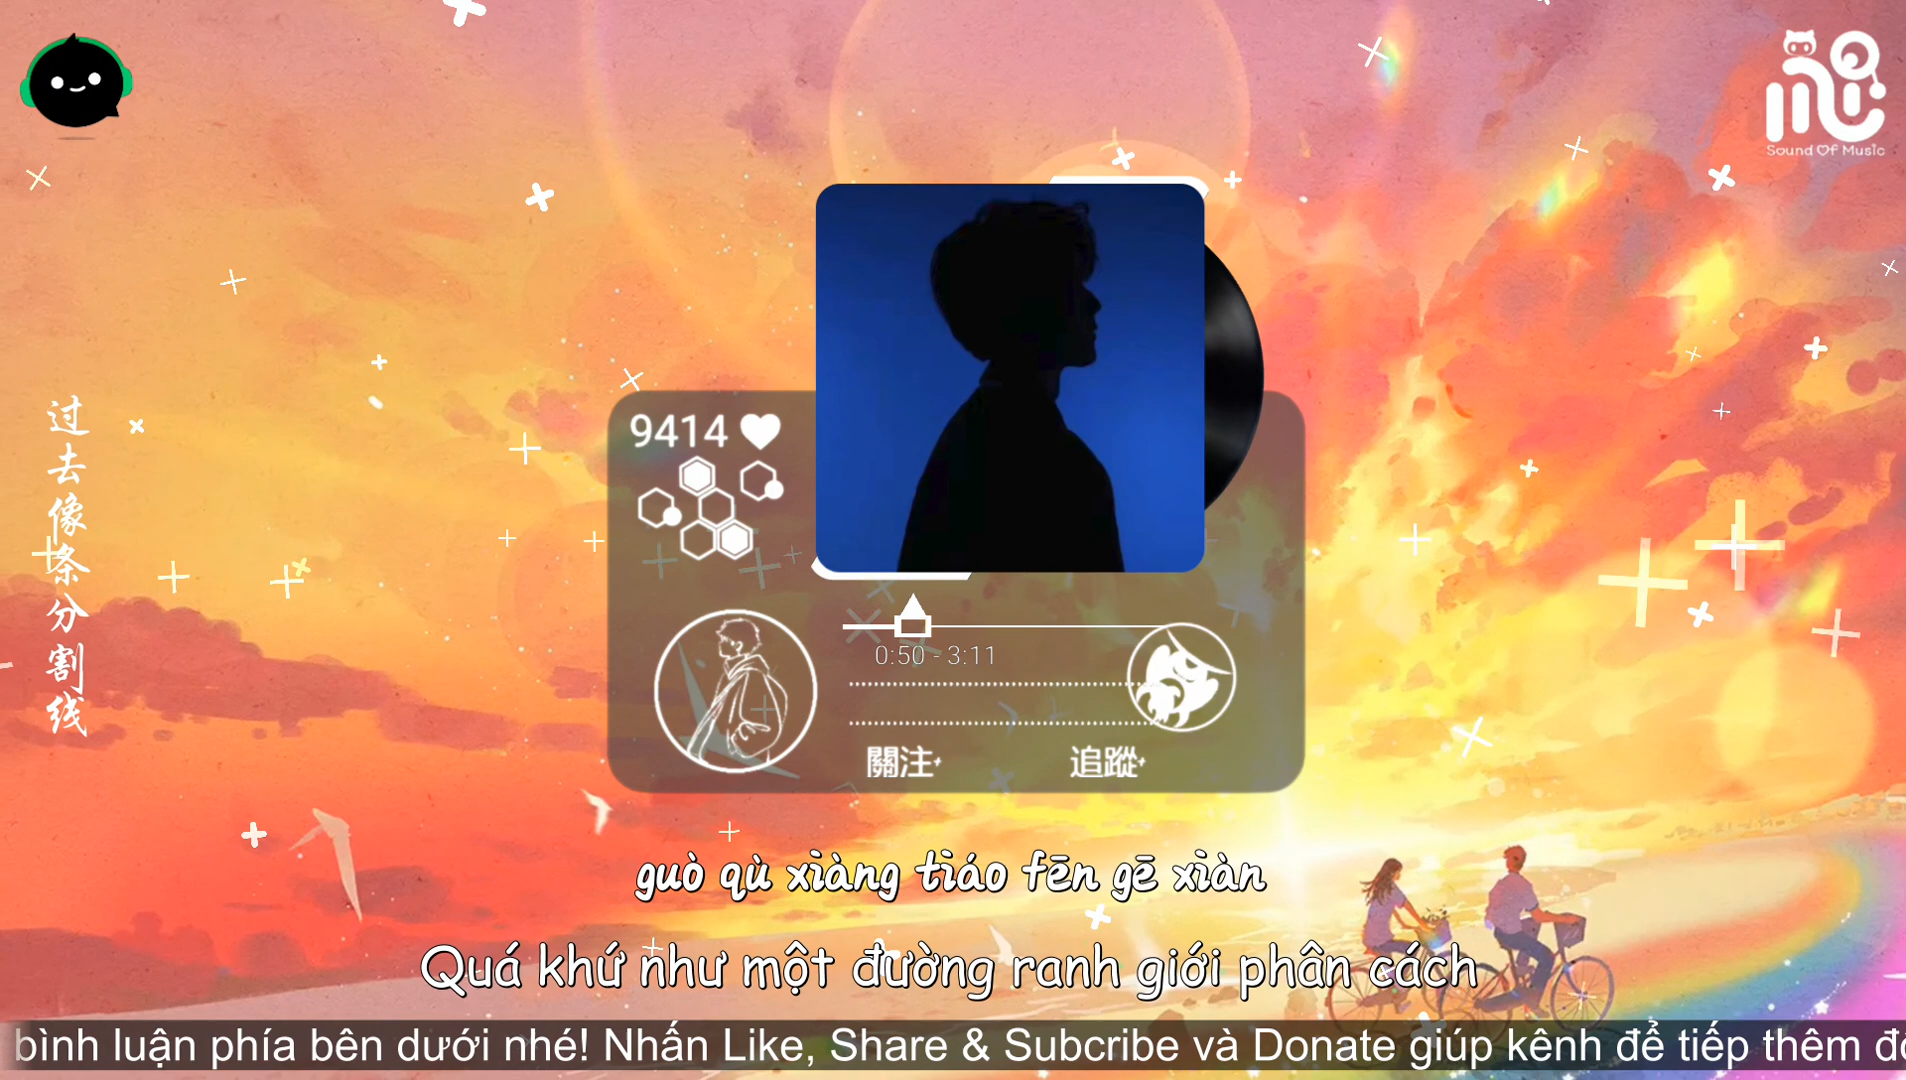 Sound Of Music
过去像条分割线
9414
0:50 - 3:11
關注+
追蹤+
guò qù xiàng tiáo fēn gē xiàn
Quá khứ như một đường ranh giới phân cách
bình luận phía bên dưới nhé! Nhấn Like, Share & Subcribe và Donate giúp kênh để tiếp thêm